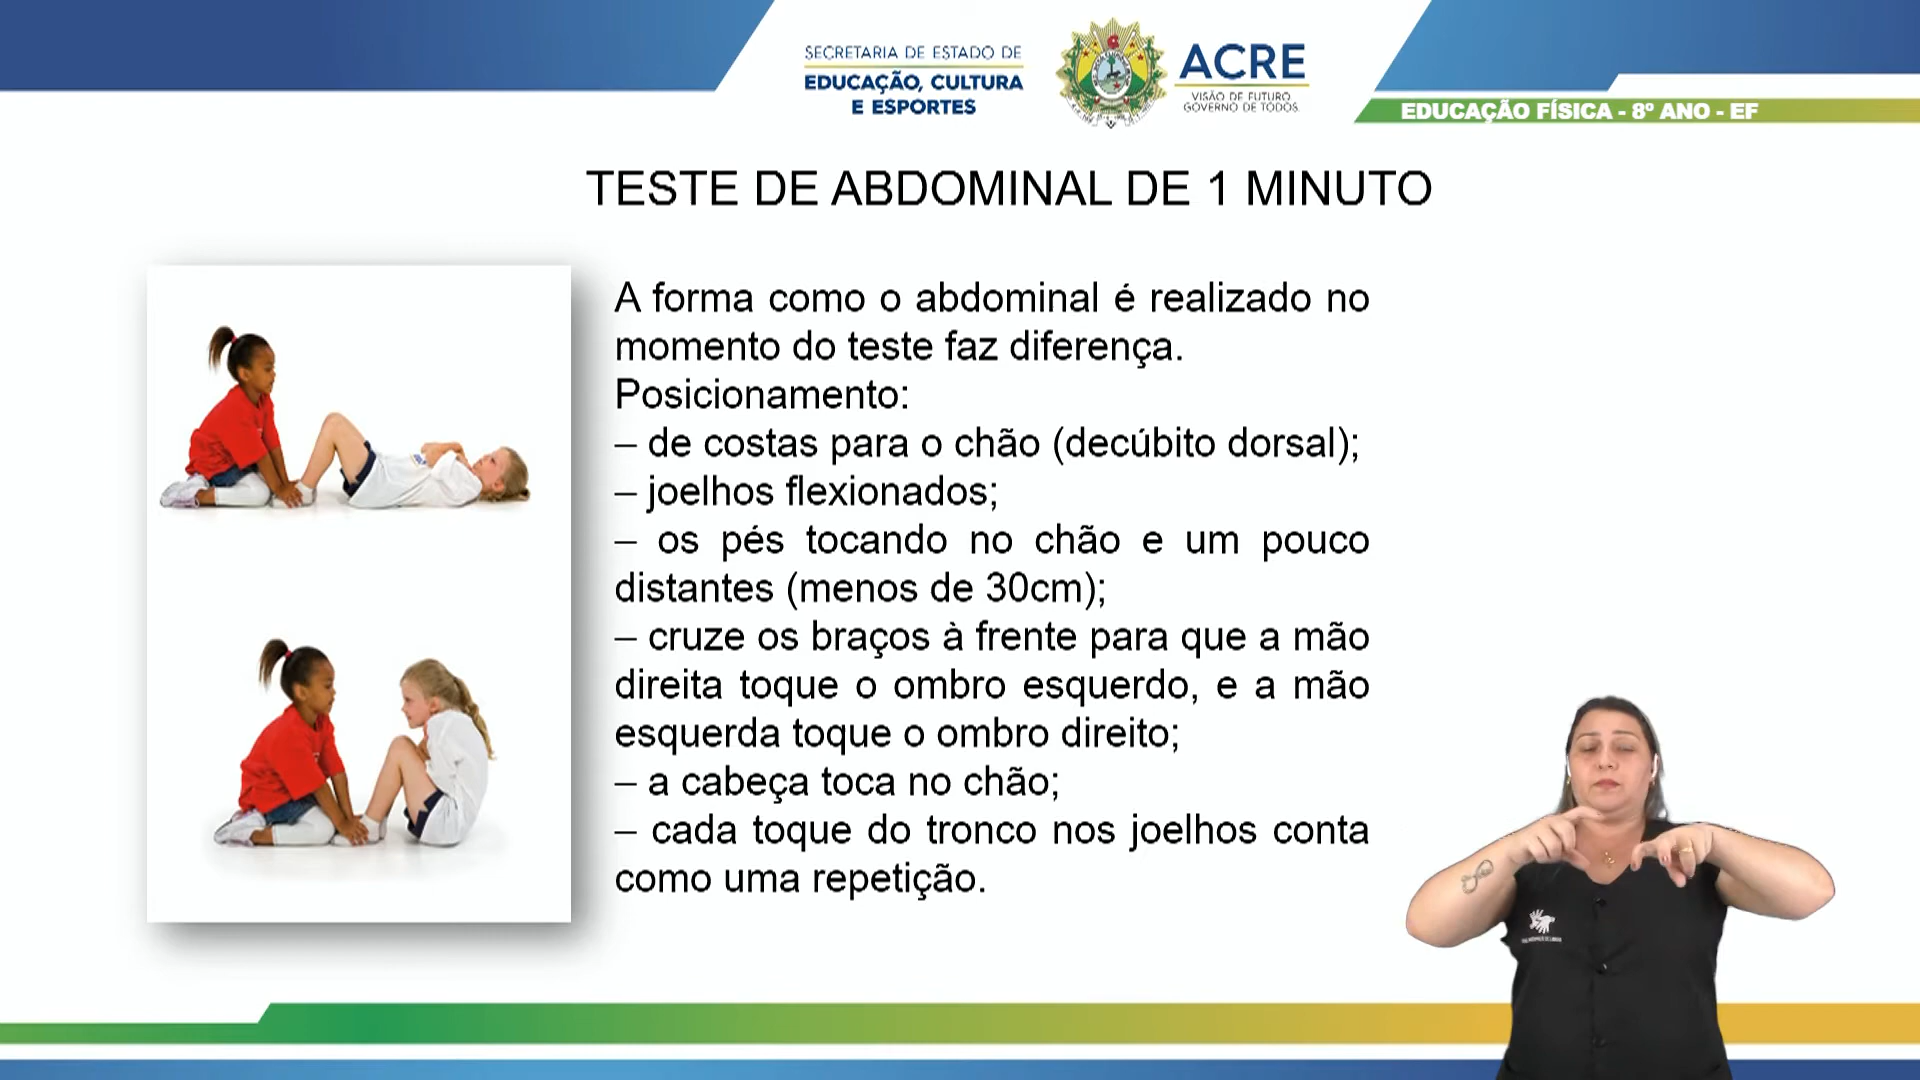 SECRETARIA DE ESTADO DE
EDUCAÇÃO, CULTURA
E ESPORTES
ACRE
VISÃO DE FUTURO
GOVERNO DE TODOS
EDUCAÇÃO FÍSICA - 8º ANO - EF
TESTE DE ABDOMINAL DE 1 MINUTO
A forma como o abdominal é realizado no
momento do teste faz diferença.
Posicionamento:
– de costas para o chão (decúbito dorsal);
– joelhos flexionados;
– os pés tocando no chão e um pouco
distantes (menos de 30cm);
– cruze os braços à frente para que a mão
direita toque o ombro esquerdo, e a mão
esquerda toque o ombro direito;
– a cabeça toca no chão;
– cada toque do tronco nos joelhos conta
como uma repetição.